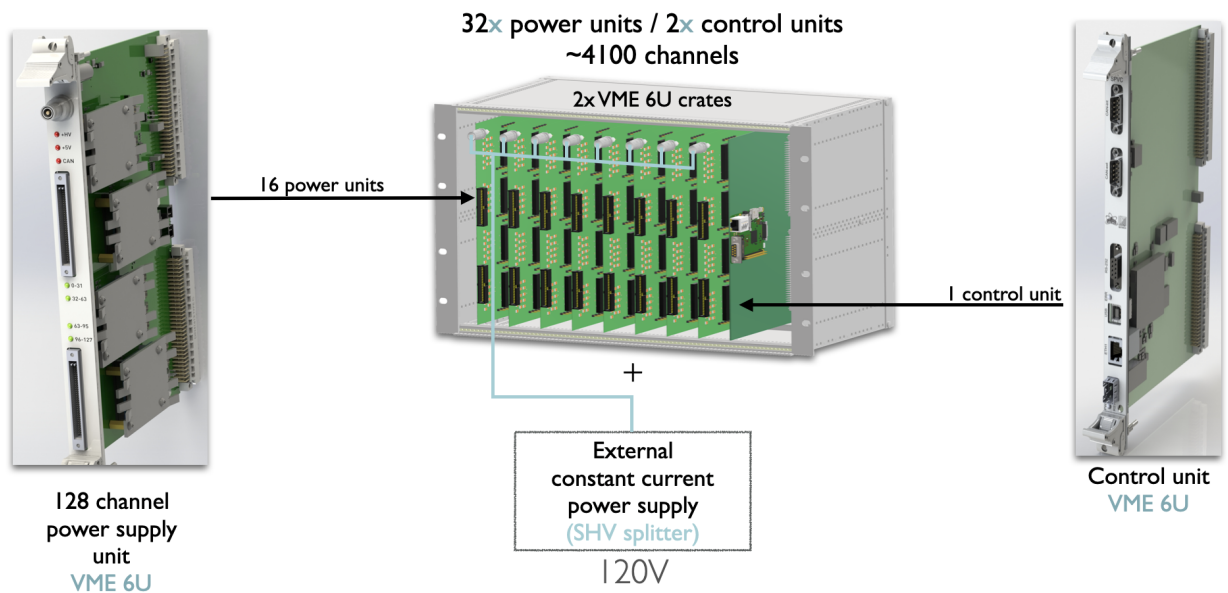 32x power units / 2x control units
~4100 channels
2x VME 6U crates
+HV
+5V
CAN
0-31
32-63
63-95
96-127
16 power units
1 control unit
+
External
constant current
power supply
(SHV splitter)
120V
128 channel
power supply
unit
VME 6U
Control unit
VME 6U